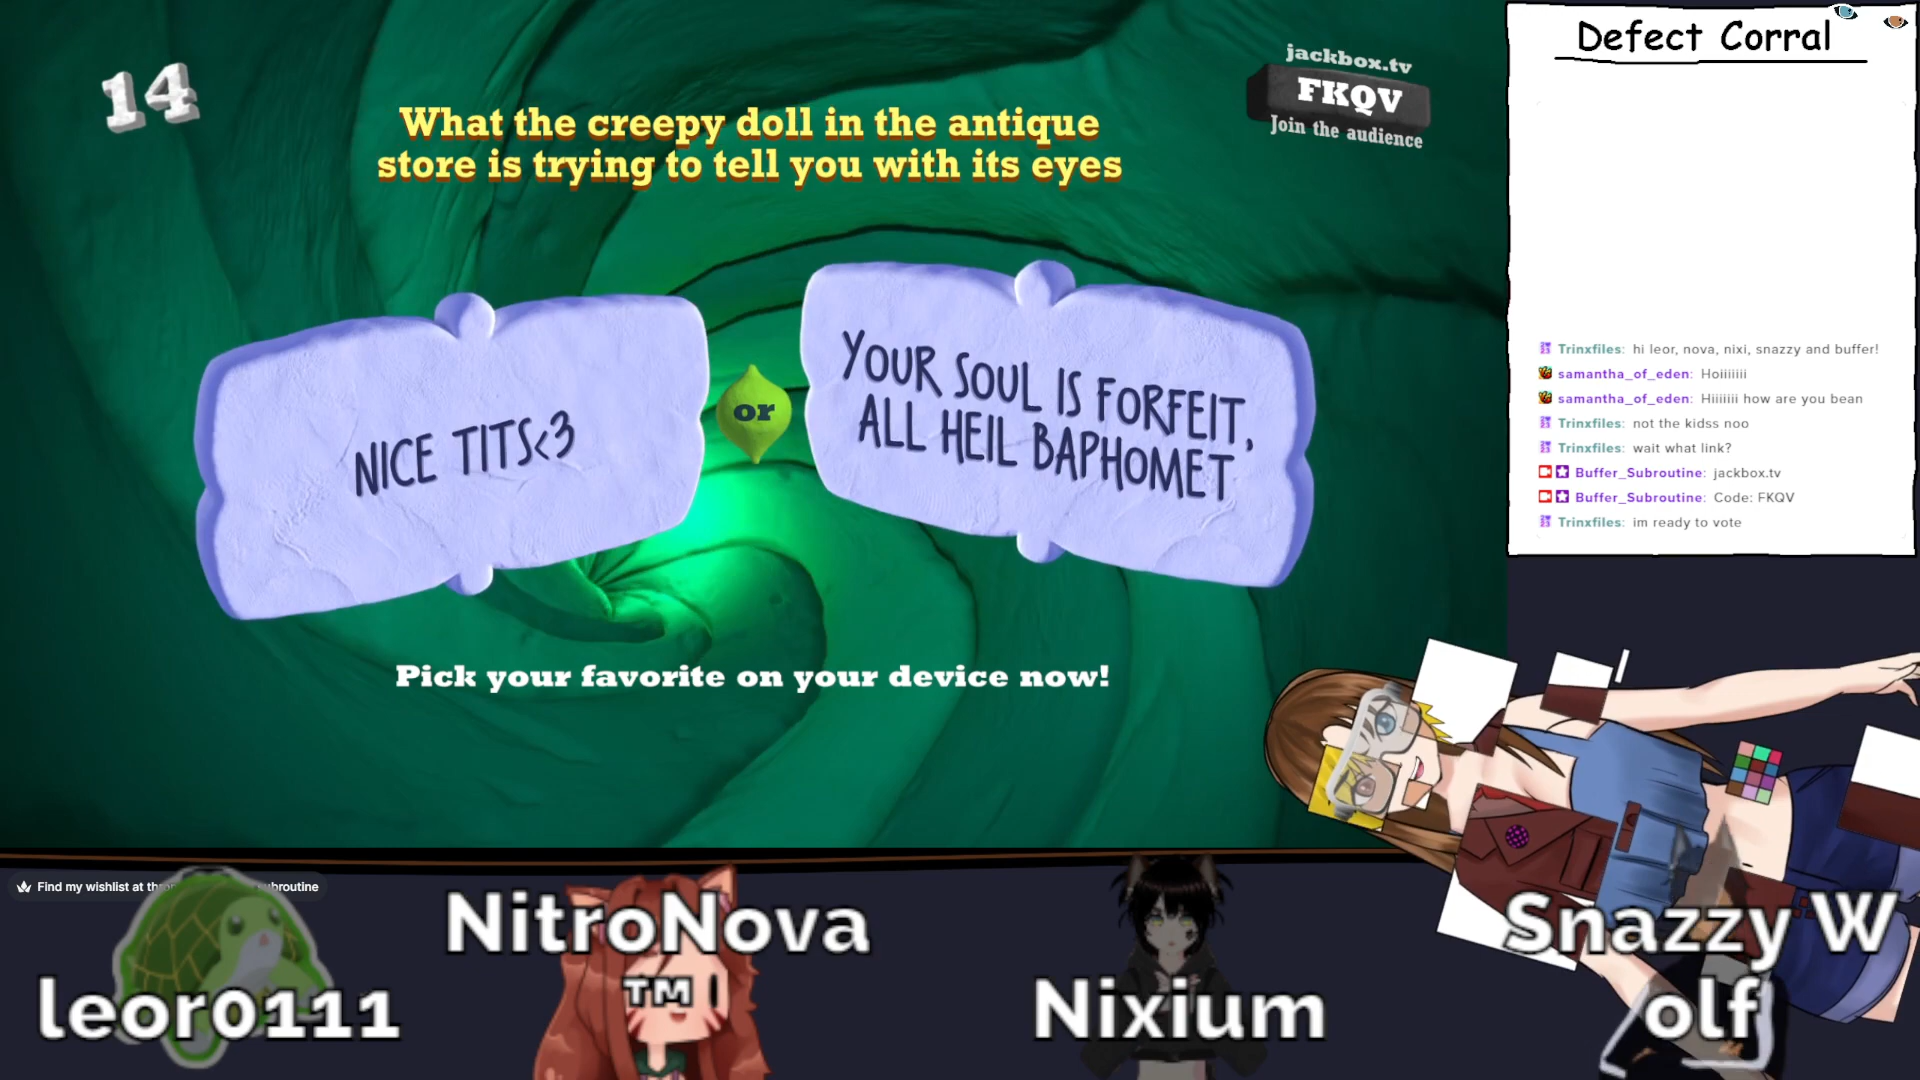 14
jackbox.tv
FKQV
Join the audience
What the creepy doll in the antique
store is trying to tell you with its eyes
NICE TITS<3
or
YOUR SOUL IS FORFEIT,
ALL HEIL BAPHOMET
Pick your favorite on your device now!
Defect Corral
Trinxfiles: hi leor, nova, nixi, snazzy and buffer!
samantha_of_eden: Hoiiiiiii
samantha_of_eden: Hiiiiiii how are you bean
Trinxfiles: not the kidss noo
Trinxfiles: wait what link?
Buffer_Subroutine: jackbox.tv
Buffer_Subroutine: Code: FKQV
Trinxfiles: im ready to vote
Find my wishlist at
leor0111
NitroNova
™
Nixium
Snazzy W
olf